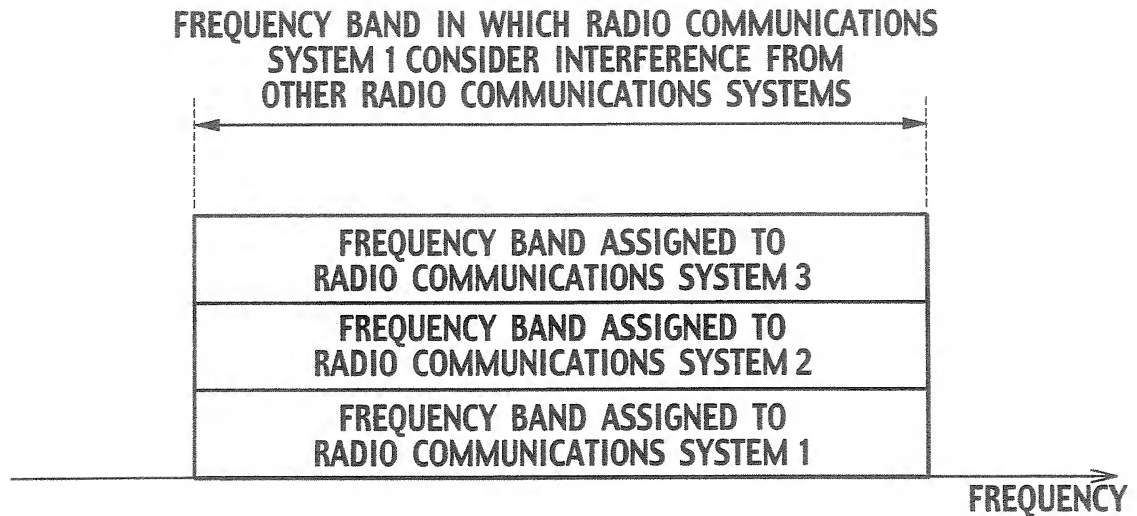 FREQUENCY BAND IN WHICH RADIO COMMUNICATIONS
SYSTEM 1 CONSIDER INTERFERENCE FROM
OTHER RADIO COMMUNICATIONS SYSTEMS
FREQUENCY BAND ASSIGNED TO
RADIO COMMUNICATIONS SYSTEM 3
FREQUENCY BAND ASSIGNED TO
RADIO COMMUNICATIONS SYSTEM 2
FREQUENCY BAND ASSIGNED TO
RADIO COMMUNICATIONS SYSTEM 1
FREQUENCY